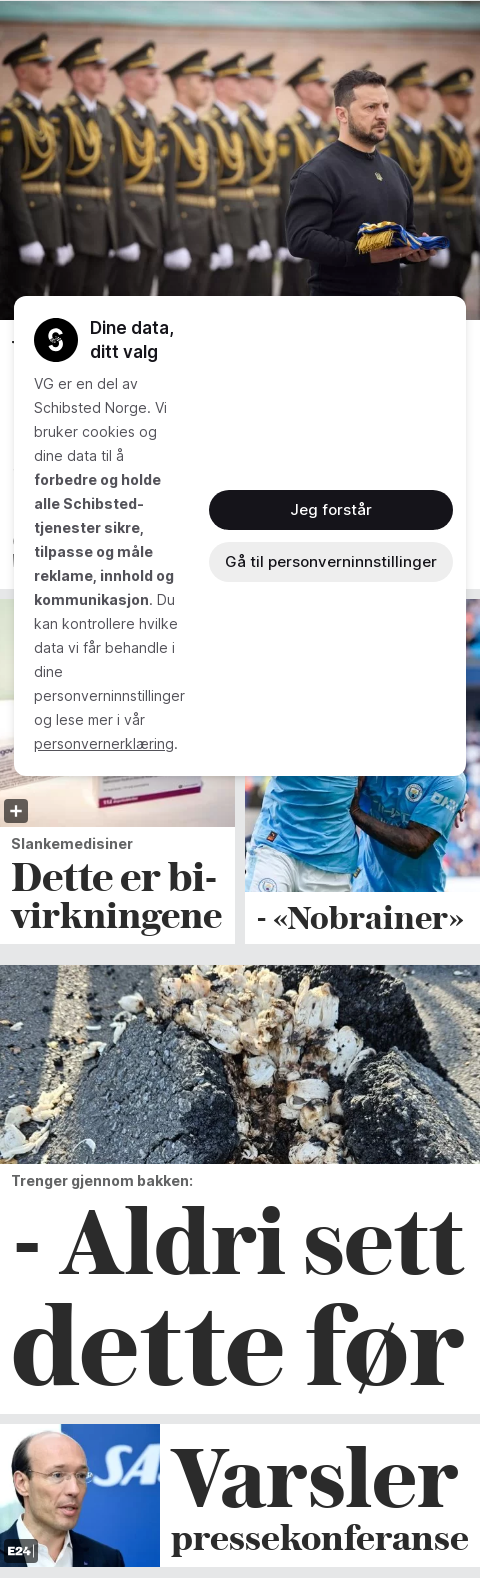 Dine data,
ditt valg
VG er en del av
Schibsted Norge. Vi
bruker cookies og
dine data til å
forbedre og holde
alle Schibsted-
tjenester sikre,
tilpasse og måle
reklame, innhold og
kommunikasjon. Du
kan kontrollere hvilke
data vi får behandle i
dine
personverninnstillinger
og lese mer i vår
personvernerklæring.
Jeg forstår
Gå til personverninnstillinger
Slankemedisiner
Dette er bi-
virkningene
- «Nobrainer»
Trenger gjennom bakken:
- Aldri sett
dette før
SA
E24
Varsler
pressekonferanse